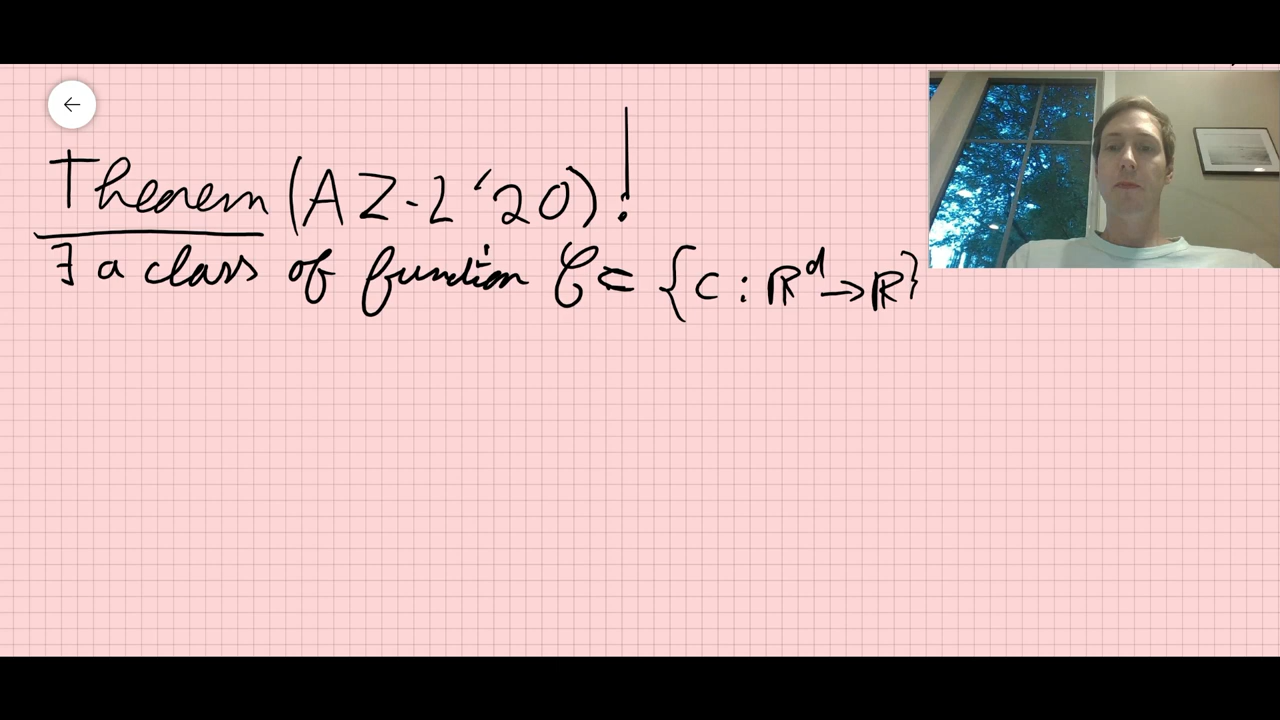 Theorem (AZ-L '20)!
∃ a class of function 𝒞 ⊂ {c : ℝᵈ → ℝ}